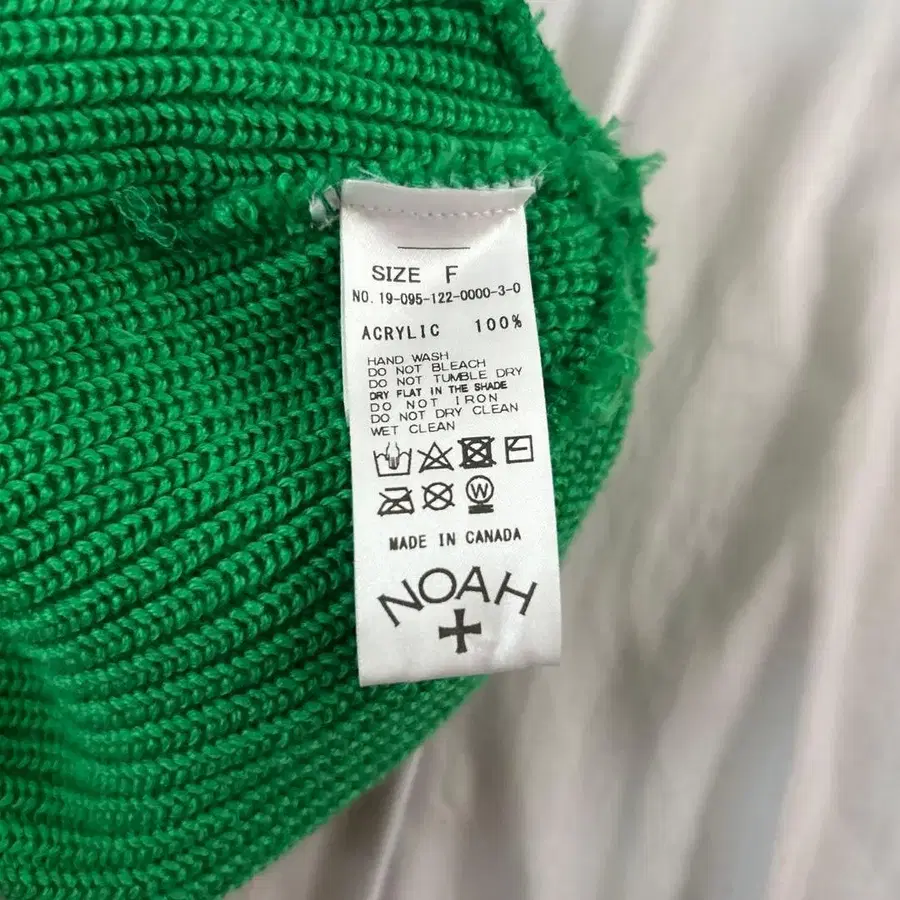 SIZE F
NO. 19-095-122-0000-3-0
ACRYLIC 100%
HAND WASH
DO NOT BLEACH
DO NOT TUMBLE DRY
DRY FLAT IN THE SHADE
DO NOT IRON
DO NOT DRY CLEAN
WET CLEAN
W
MADE IN CANADA
NOAH